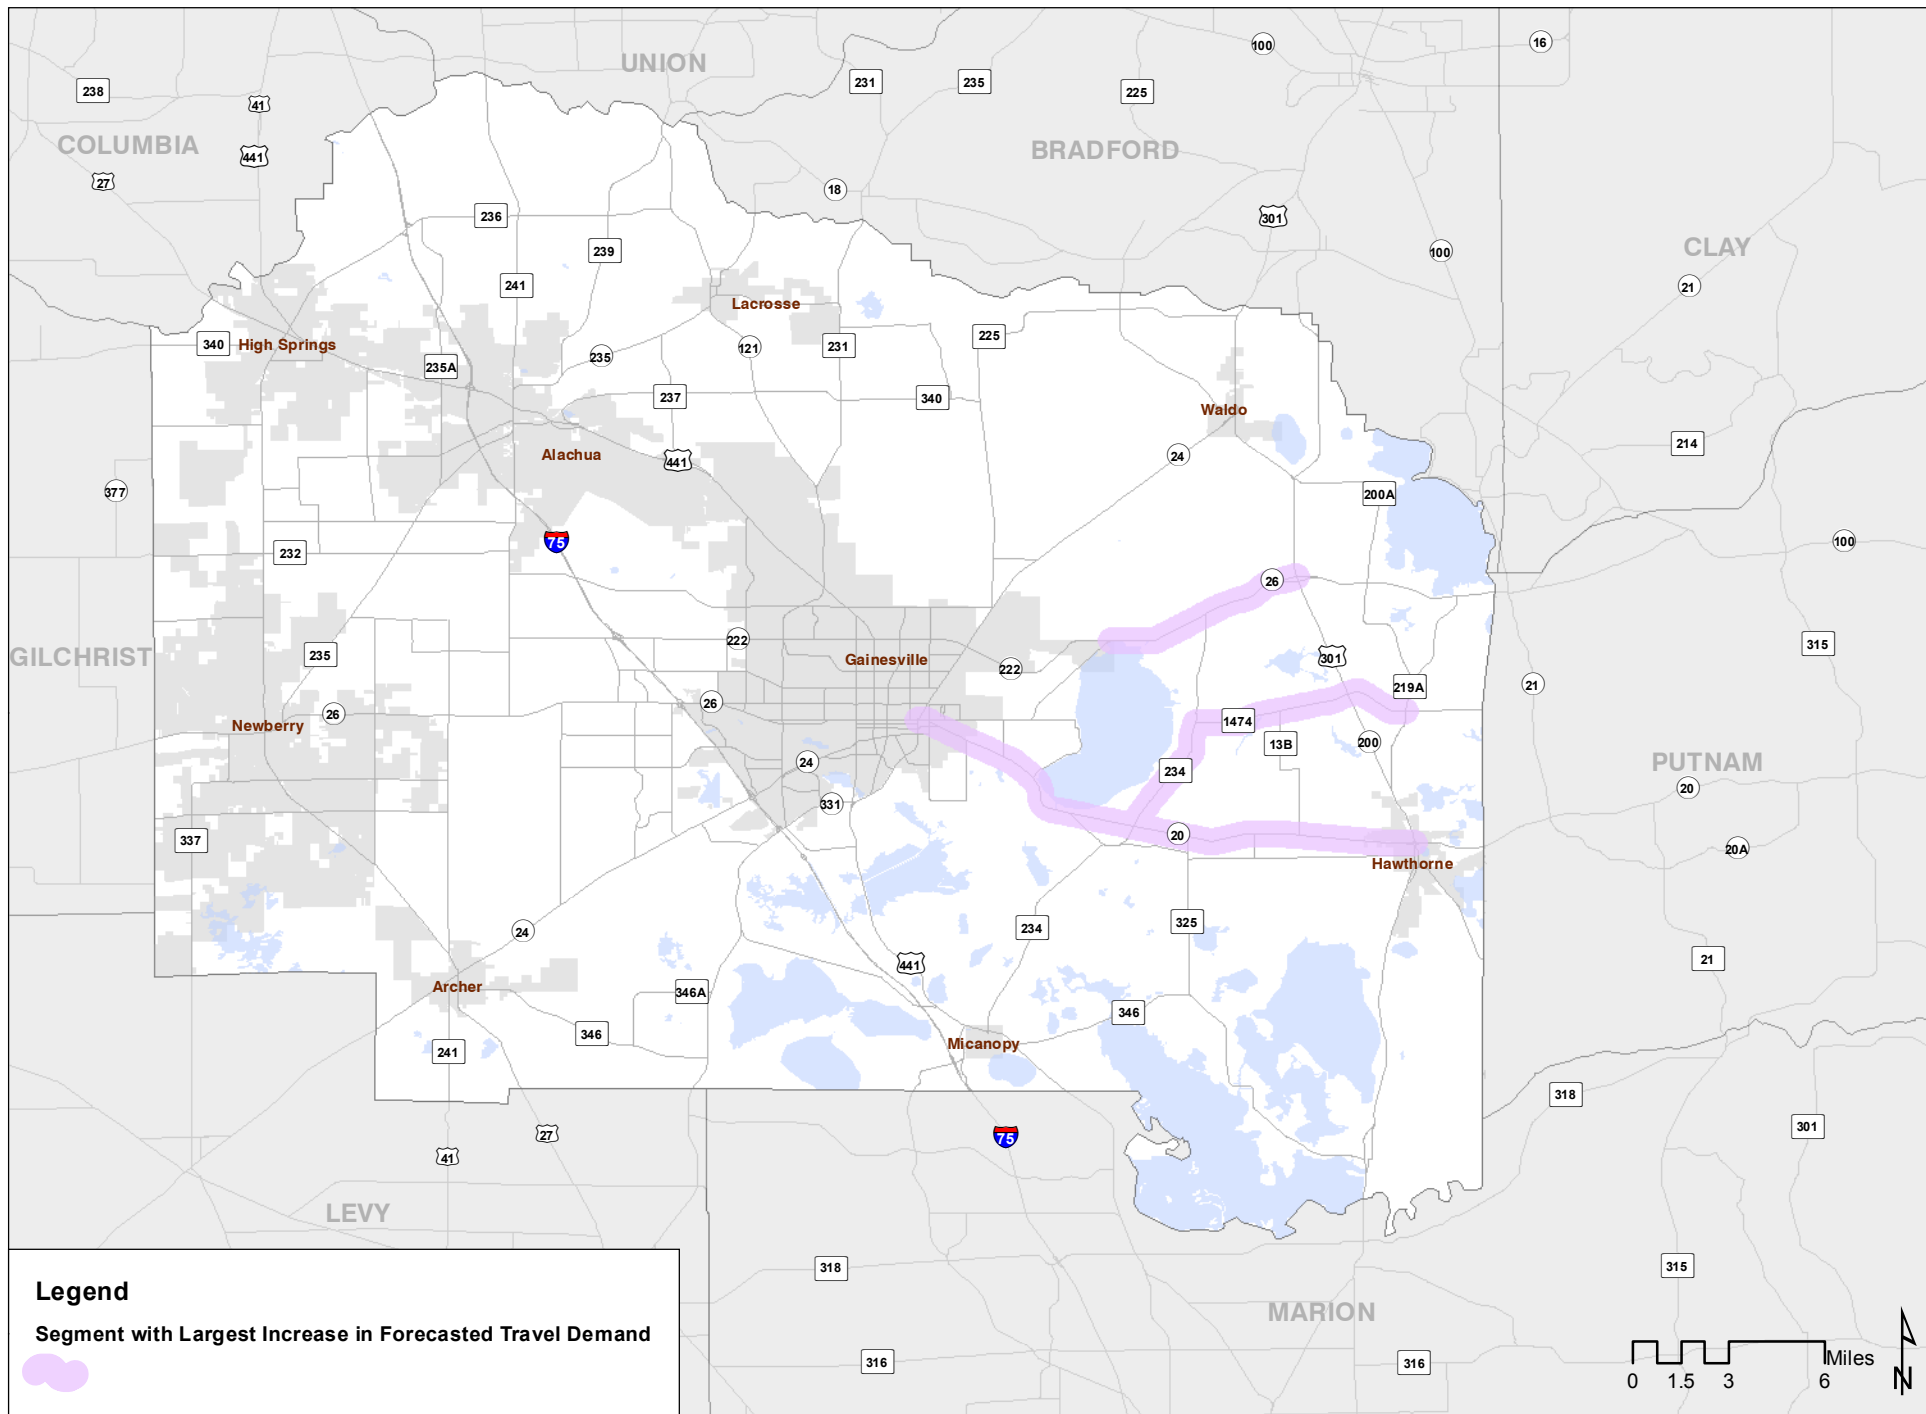 UNION
100
16
238
231
235
225
41
COLUMBIA
BRADFORD
441
27
18
236
301
239
CLAY
100
241
21
Lacrosse
225
340
High Springs
121
231
235
235A
237
340
Waldo
214
Alachua
24
441
377
200A
75
100
232
26
222
315
GILCHRIST
235
Gainesville
301
222
21
219A
26
26
Newberry
1474
13B
200
24
PUTNAM
234
20
331
20
337
20A
Hawthorne
24
325
234
21
441
Archer
346A
346
346
Micanopy
241
318
27
75
301
41
LEVY
318
315
Legend
MARION
Segment with Largest Increase in Forecasted Travel Demand
316
316
Miles
0 1.5 3 6
N